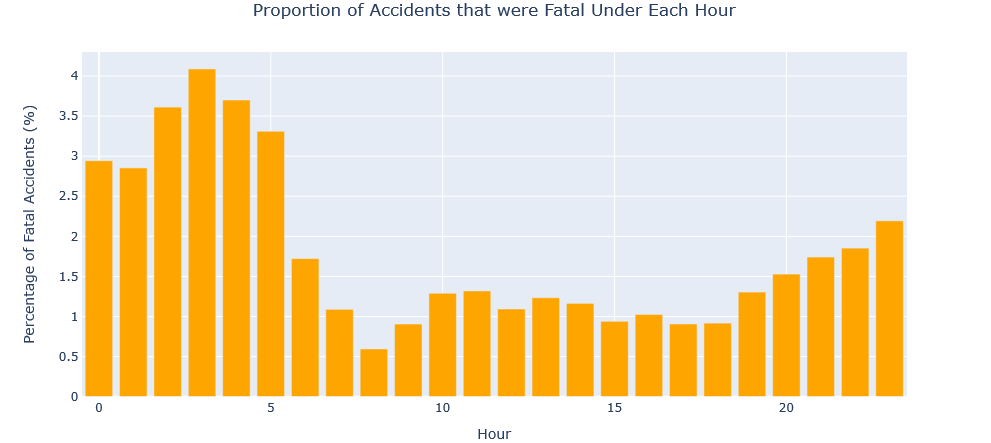 Proportion of Accidents that were Fatal Under Each Hour
Percentage of Fatal Accidents (%)
4
3.5
3
2.5
2
1.5
1
0.5
0
0 5 10 15 20
Hour